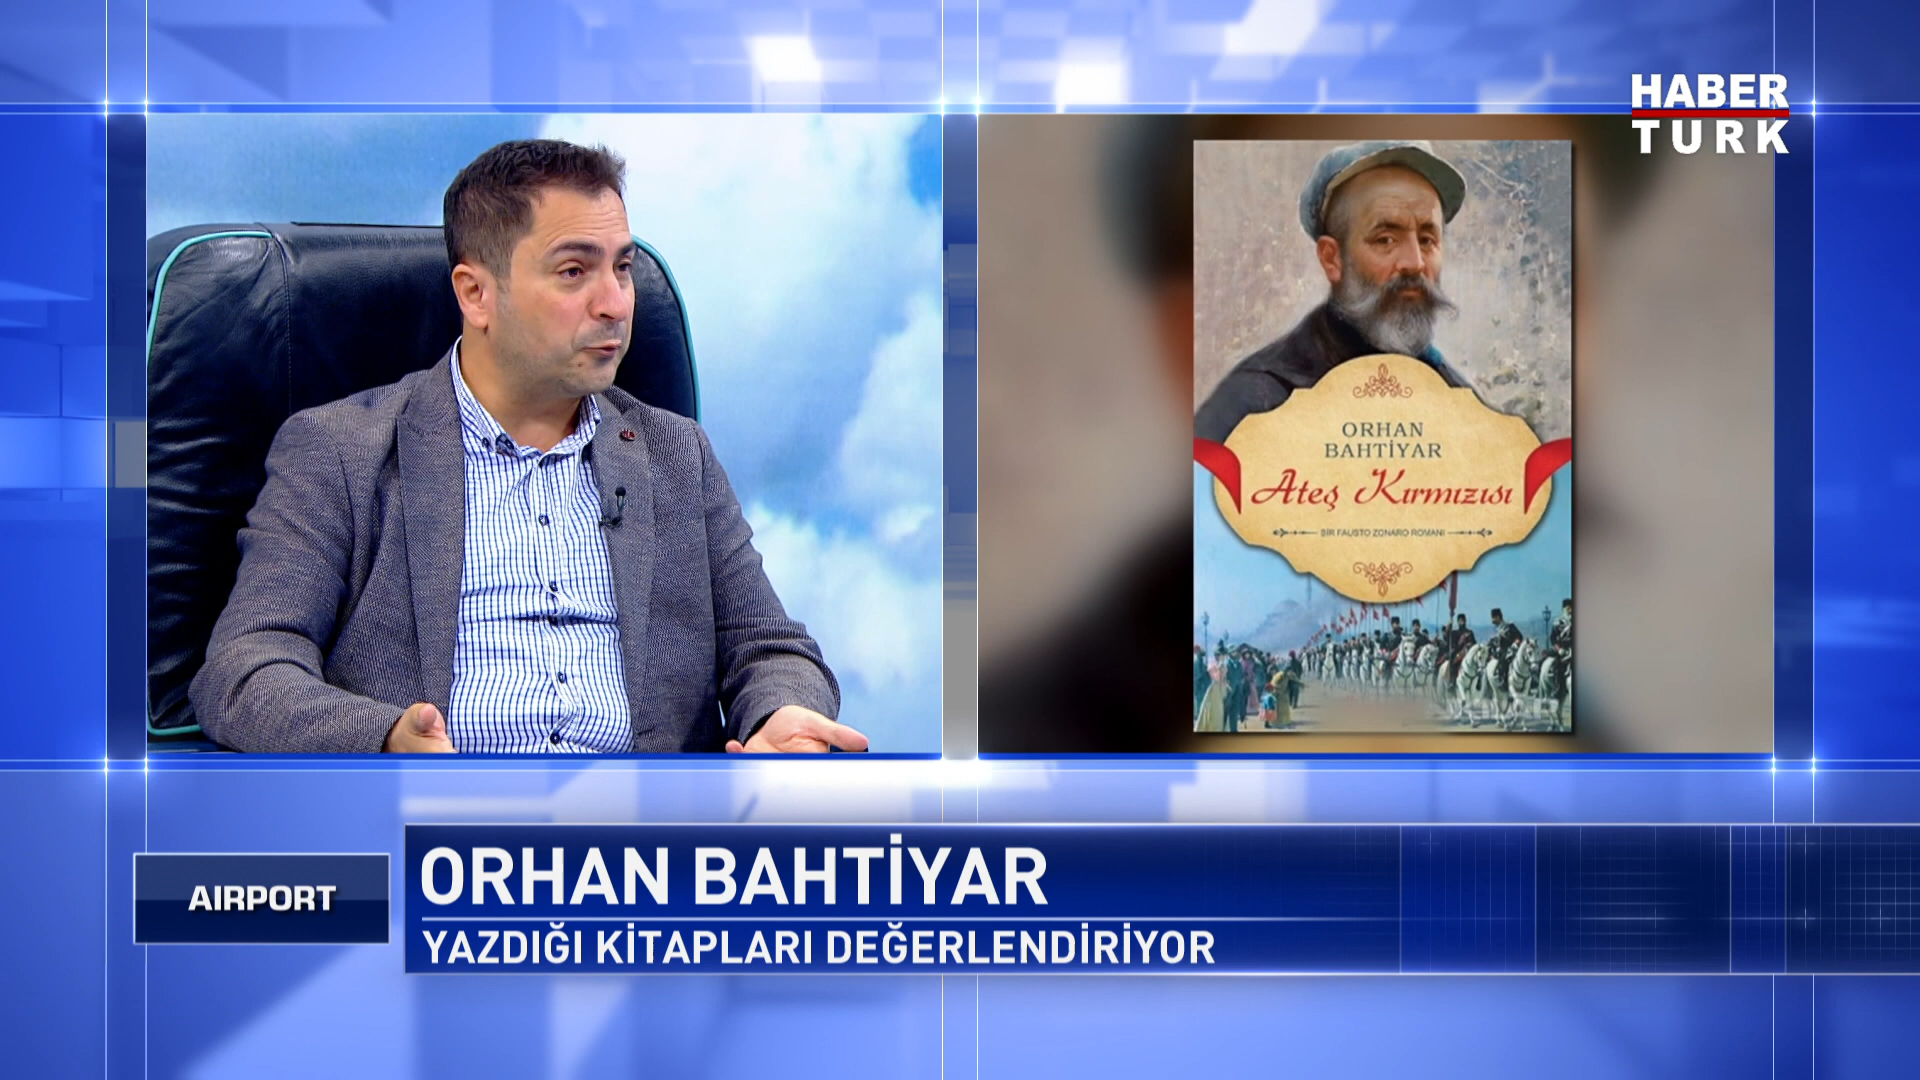 HABER
TURK
ORHAN
BAHTİYAR
Ateş Kırmızısı
BİR FAUSTO ZONARO ROMANI
AIRPORT
ORHAN BAHTİYAR
YAZDIĞI KİTAPLARI DEĞERLENDİRİYOR